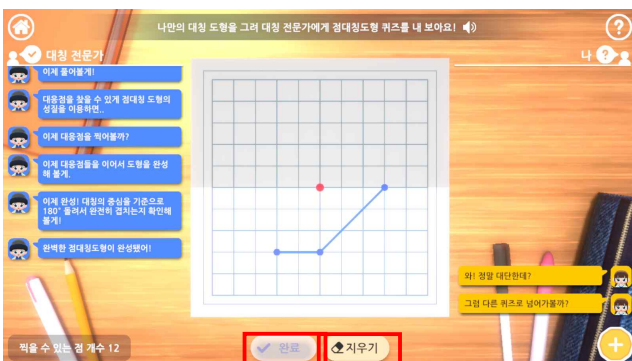 나만의 대칭 도형을 그려 대칭 전문가에게 점대칭도형 퀴즈를 내 보아요!
?
대칭 전문가
나 ?
이제 풀어볼게!
대응점을 찾을 수 있게 점대칭 도형의
성질을 이용하면..
이제 대응점을 찍어볼까?
이제 대응점들을 이어서 도형을 완성
해 볼게.
이제 완성! 대칭의 중심을 기준으로
180° 돌려서 완전히 겹치는지 확인해
볼게!
완벽한 점대칭도형이 완성됐어!
와! 정말 대단한데?
그럼 다른 퀴즈로 넘어가볼까?
찍을 수 있는 점 개수 12
완료
지우기